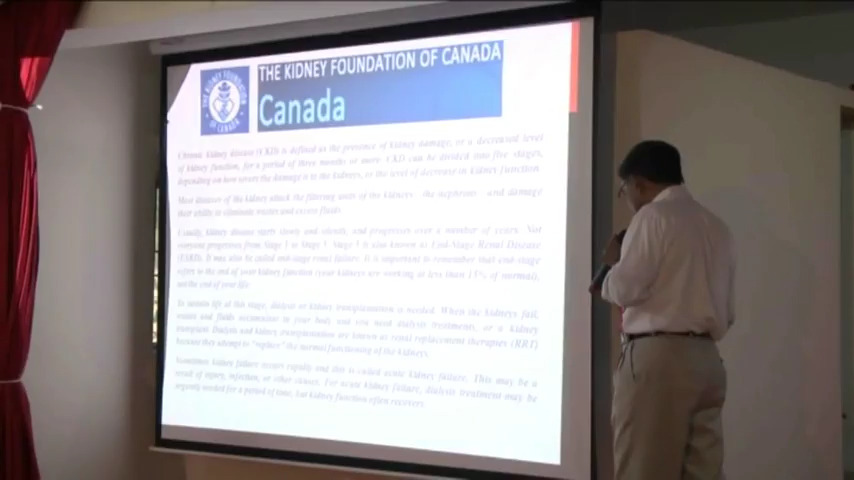 THE KIDNEY FOUNDATION OF CANADA
THE KIDNEY FOUNDATION
OF CANADA
Canada
Chronic kidney disease (CKD) is defined as the presence of kidney damage, or a decreased level
of kidney function, for a period of three months or more. CKD can be divided into five stages,
depending on how severe the damage is to the kidneys, or the level of decrease in kidney function.
Most diseases of the kidney attack the filtering units of the kidneys—the nephrons—and damage
their ability to eliminate wastes and excess fluids.
Usually, kidney disease starts slowly and silently, and progresses over a number of years. Not
everyone progresses from Stage 1 to Stage 5. Stage 5 is also known as End-Stage Renal Disease
(ESRD). It may also be called end-stage renal failure. It is important to remember that end-stage
refers to the end of your kidney function (your kidneys are working at less than 15% of normal),
not the end of your life.
To sustain life at this stage, dialysis or kidney transplantation is needed. When the kidneys fail,
wastes and fluids accumulate in your body and you need dialysis treatments, or a kidney
transplant. Dialysis and kidney transplantation are known as renal replacement therapies (RRT)
because they attempt to "replace" the normal functioning of the kidneys.
Sometimes kidney failure occurs rapidly and this is called acute kidney failure. This may be a
result of injury, infection, or other causes. For acute kidney failure, dialysis treatment may be
urgently needed for a period of time, but kidney function often recovers.